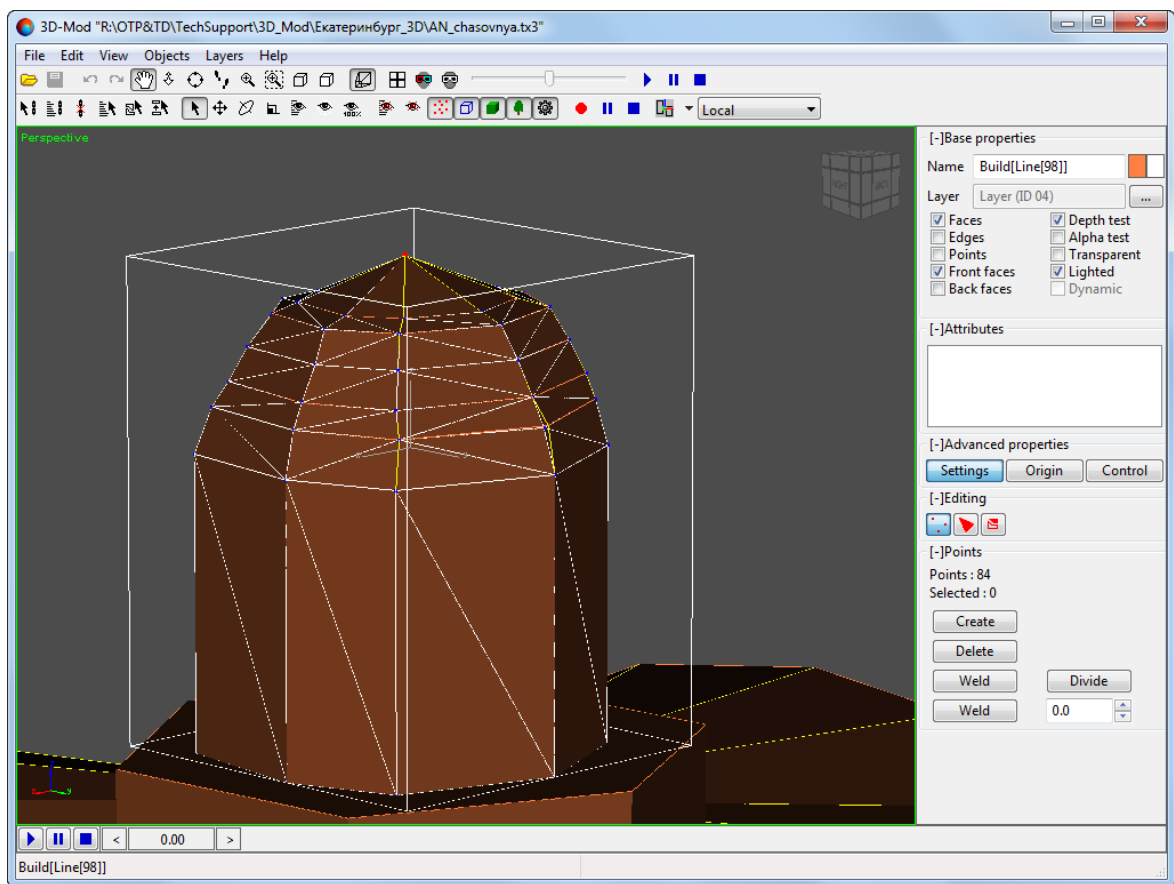 3D-Mod "R:\OTP&TD\TechSupport\3D_Mod\Екатеринбург_3D\AN_chasovnya.tx3"
File Edit View Objects Layers Help
100%
Local
Perspective
[-]Base properties
Name Build[Line[98]]
Layer Layer (ID 04) ...
Faces Depth test
Edges Alpha test
Points Transparent
Front faces Lighted
Back faces Dynamic
[-]Attributes
[-]Advanced properties
Settings Origin Control
[-]Editing
[-]Points
Points : 84
Selected : 0
Create
Delete
Weld Divide
Weld 0.0
x y
< 0.00 >
Build[Line[98]]